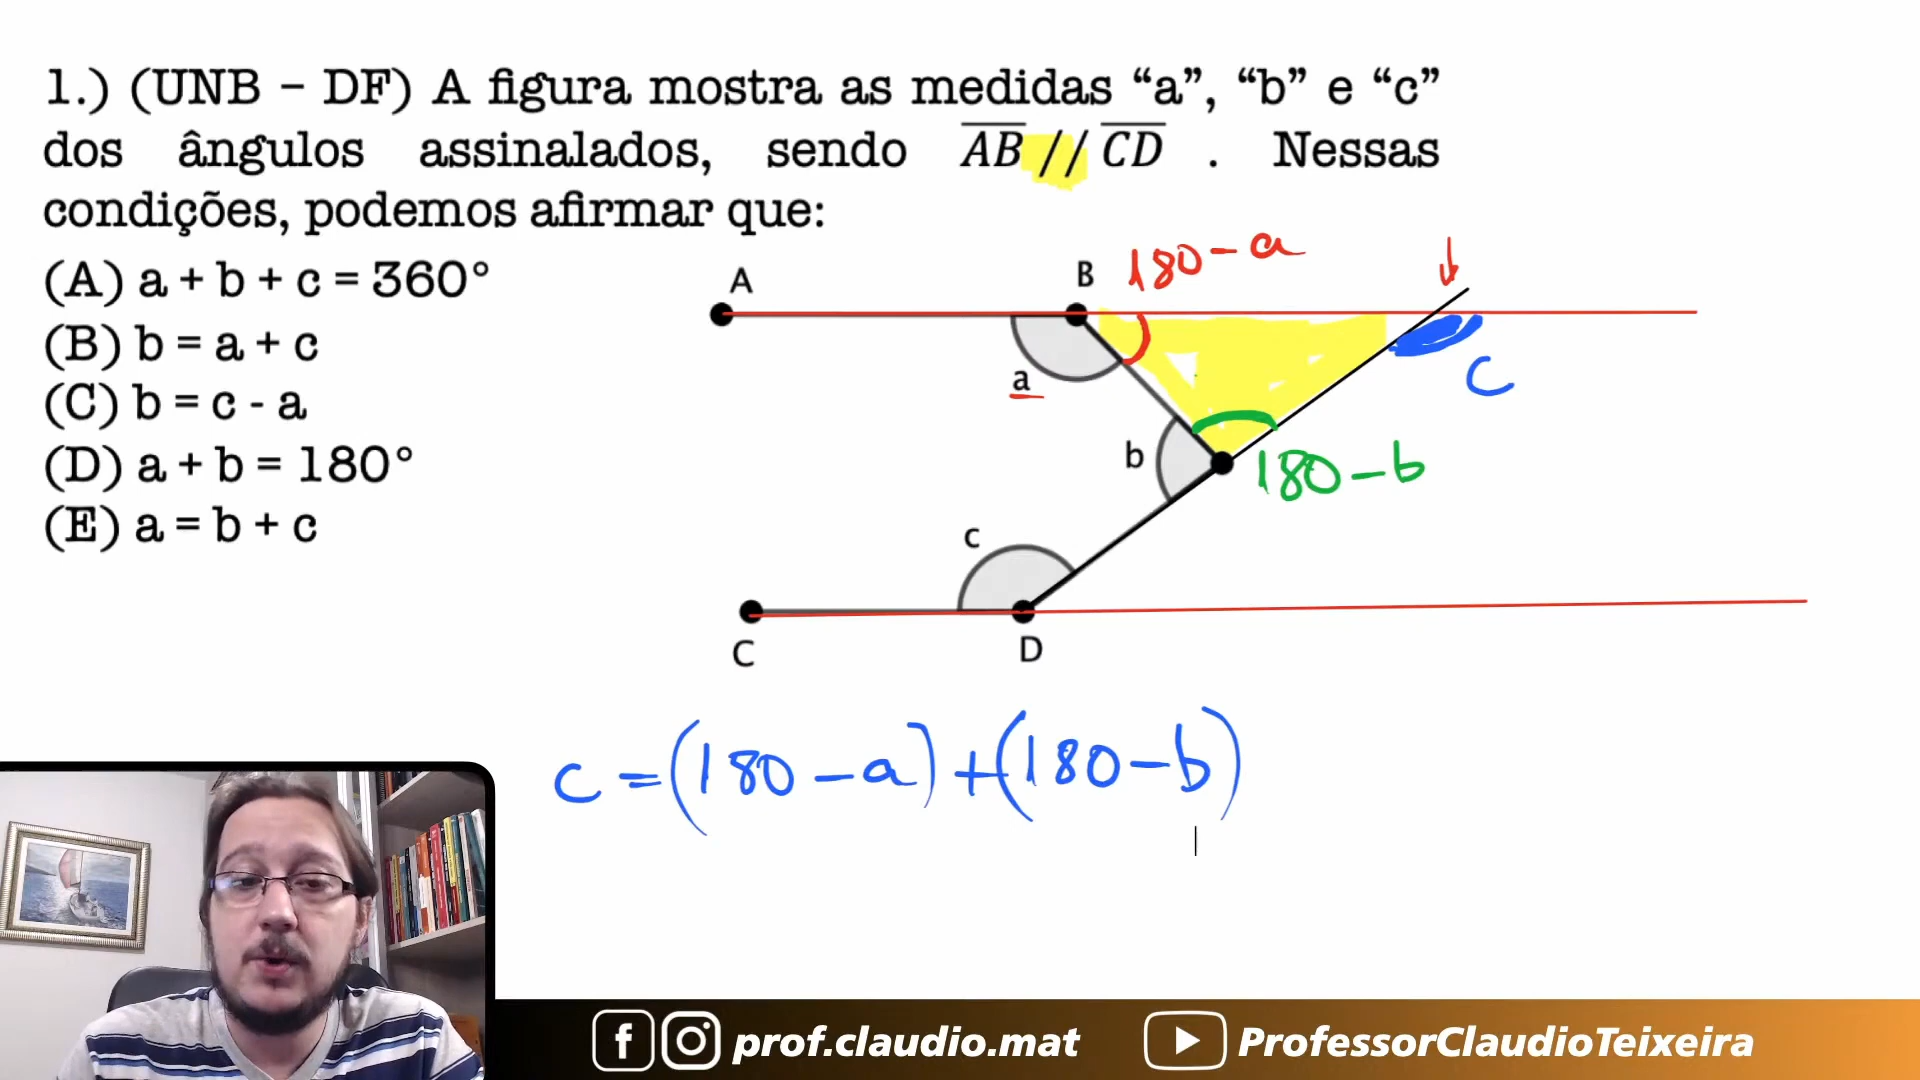 1.) (UNB – DF) A figura mostra as medidas “a”, “b” e “c”
dos ângulos assinalados, sendo AB // CD . Nessas
condições, podemos afirmar que:
(A) a + b + c = 360°
(B) b = a + c
(C) b = c - a
(D) a + b = 180°
(E) a = b + c
A
B
180 - a
a
C
b
180 - b
c
C
D
c = (180 - a) + (180 - b)
prof.claudio.mat
ProfessorClaudioTeixeira